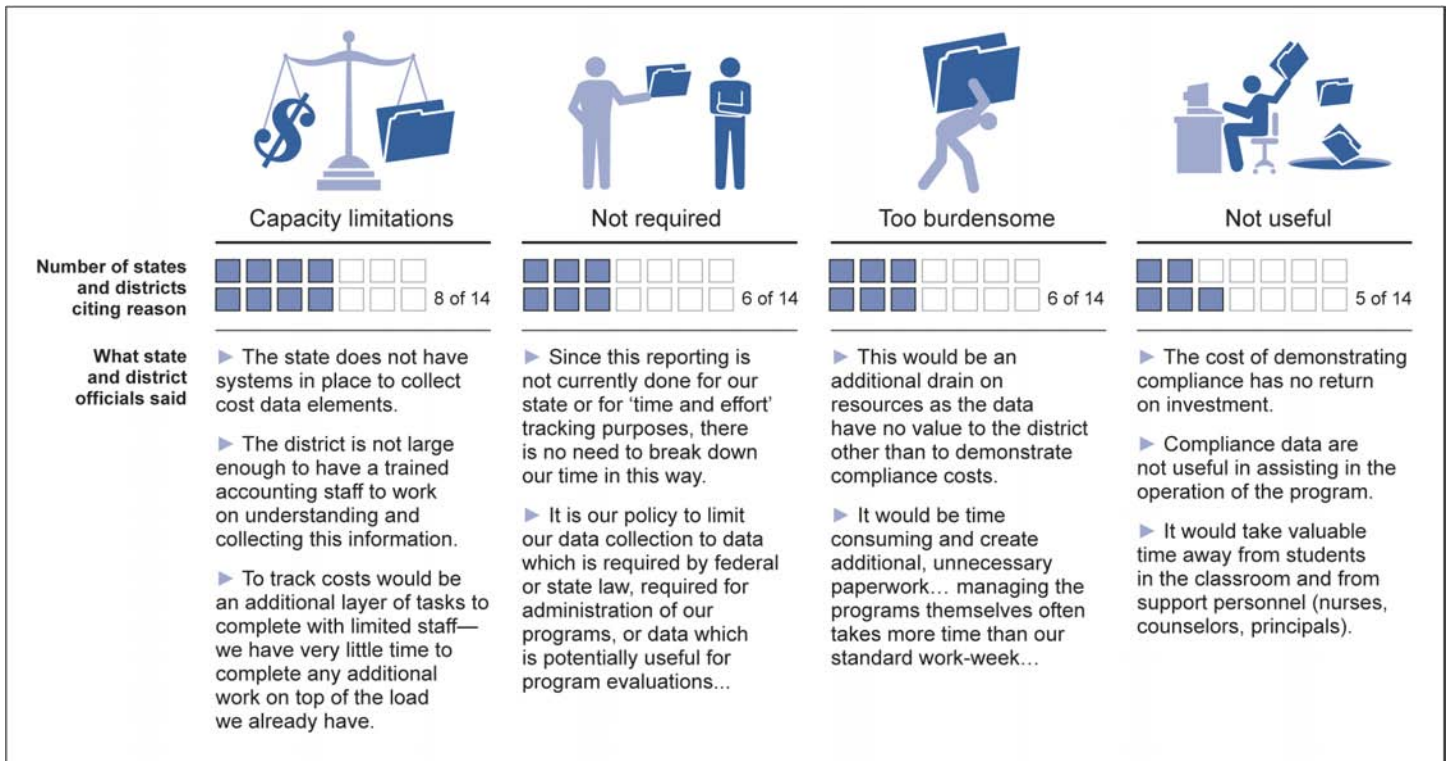 $
Capacity limitations
Not required
Too burdensome
Not useful
Number of states
and districts
citing reason
8 of 14
6 of 14
6 of 14
5 of 14
What state
and district
officials said
► The state does not have
systems in place to collect
cost data elements.
► The district is not large
enough to have a trained
accounting staff to work
on understanding and
collecting this information.
► To track costs would be
an additional layer of tasks to
complete with limited staff—
we have very little time to
complete any additional
work on top of the load
we already have.
► Since this reporting is
not currently done for our
state or for ‘time and effort’
tracking purposes, there
is no need to break down
our time in this way.
► It is our policy to limit
our data collection to data
which is required by federal
or state law, required for
administration of our
programs, or data which
is potentially useful for
program evaluations...
► This would be an
additional drain on
resources as the data
have no value to the district
other than to demonstrate
compliance costs.
► It would be time
consuming and create
additional, unnecessary
paperwork… managing the
programs themselves often
takes more time than our
standard work-week…
► The cost of demonstrating
compliance has no return
on investment.
► Compliance data are
not useful in assisting in the
operation of the program.
► It would take valuable
time away from students
in the classroom and from
support personnel (nurses,
counselors, principals).